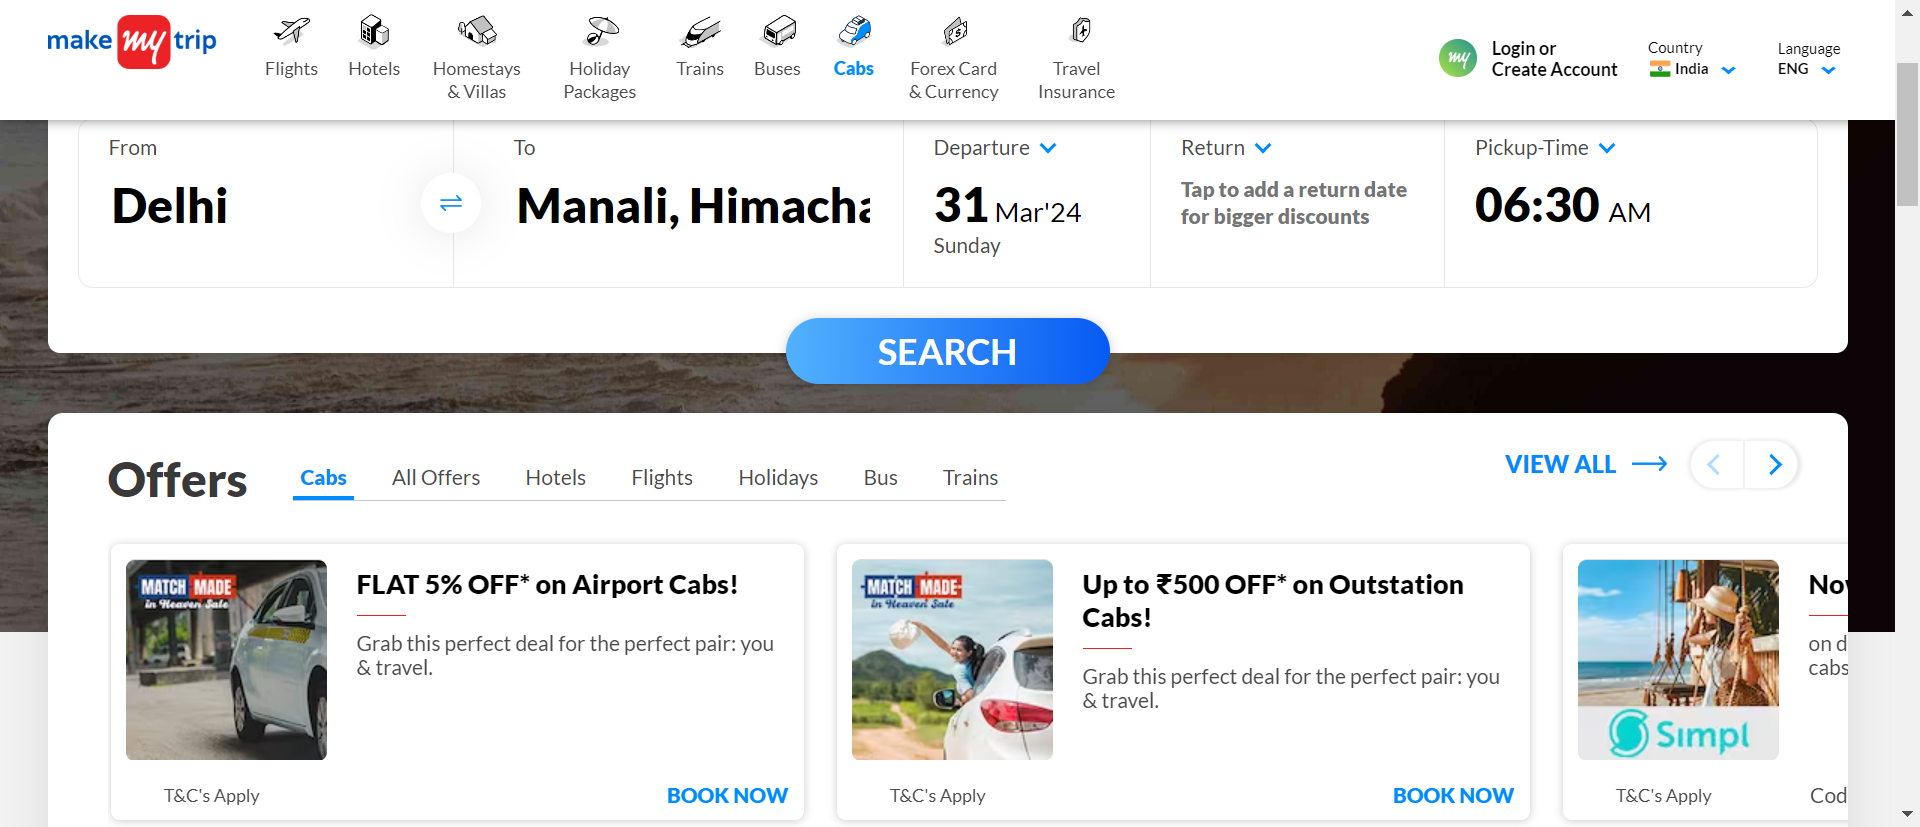 make my trip
Flights
Hotels
Homestays
& Villas
Holiday
Packages
Trains
Buses
Cabs
Forex Card
& Currency
Travel
Insurance
my
Login or
Create Account
Country
India
Language
ENG
From
Delhi
To
Manali, Himacha
Departure
31 Mar'24
Sunday
Return
Tap to add a return date
for bigger discounts
Pickup-Time
06:30 AM
SEARCH
Offers
Cabs
All Offers
Hotels
Flights
Holidays
Bus
Trains
VIEW ALL
MATCH MADE
in Heaven Sale
FLAT 5% OFF* on Airport Cabs!
Grab this perfect deal for the perfect pair: you
& travel.
T&C's Apply
BOOK NOW
MATCH MADE
in Heaven Sale
Up to ₹500 OFF* on Outstation
Cabs!
Grab this perfect deal for the perfect pair: you
& travel.
T&C's Apply
BOOK NOW
Simpl
on d
cabs
T&C's Apply
Cod